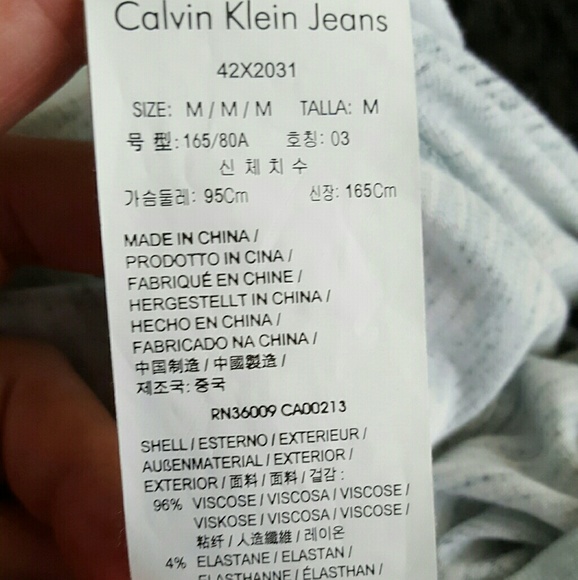 Calvin Klein Jeans
42X2031
SIZE: M / M / M TALLA: M
号 型: 165/80A 호칭: 03
신 체 치 수
가슴둘레: 95Cm 신장: 165Cm
MADE IN CHINA /
PRODOTTO IN CINA /
FABRIQUÉ EN CHINE /
HERGESTELLT IN CHINA /
HECHO EN CHINA /
FABRICADO NA CHINA /
中国制造 / 中國製造 /
제조국: 중국
RN36009 CA00213
SHELL / ESTERNO / EXTERIEUR /
AUßENMATERIAL / EXTERIOR /
EXTERIOR / 面料 / 面料 / 겉감 :
96% VISCOSE / VISCOSA / VISCOSE /
VISKOSE / VISCOSA / VISCOSE /
粘纤 / 人造纖維 / 레이온
4% ELASTANE / ELASTAN /
ELASTHANNE / ÉLASTHAN /